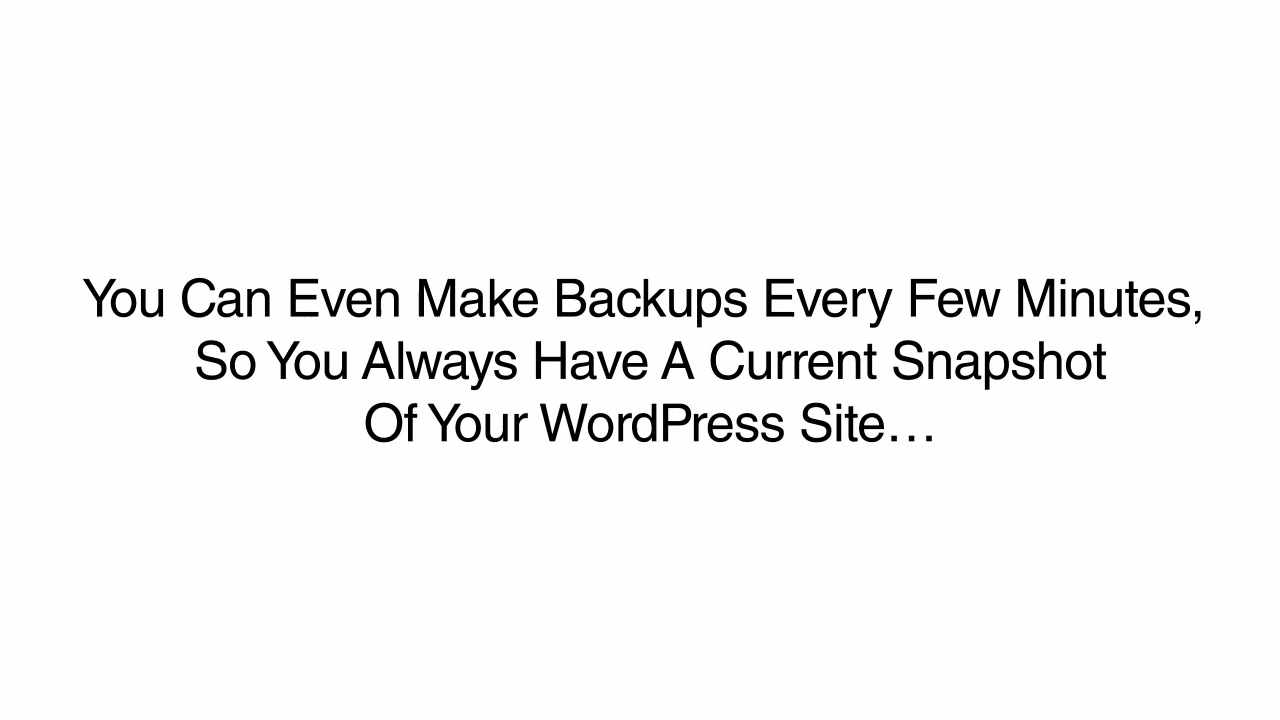 You Can Even Make Backups Every Few Minutes,
So You Always Have A Current Snapshot
Of Your WordPress Site…